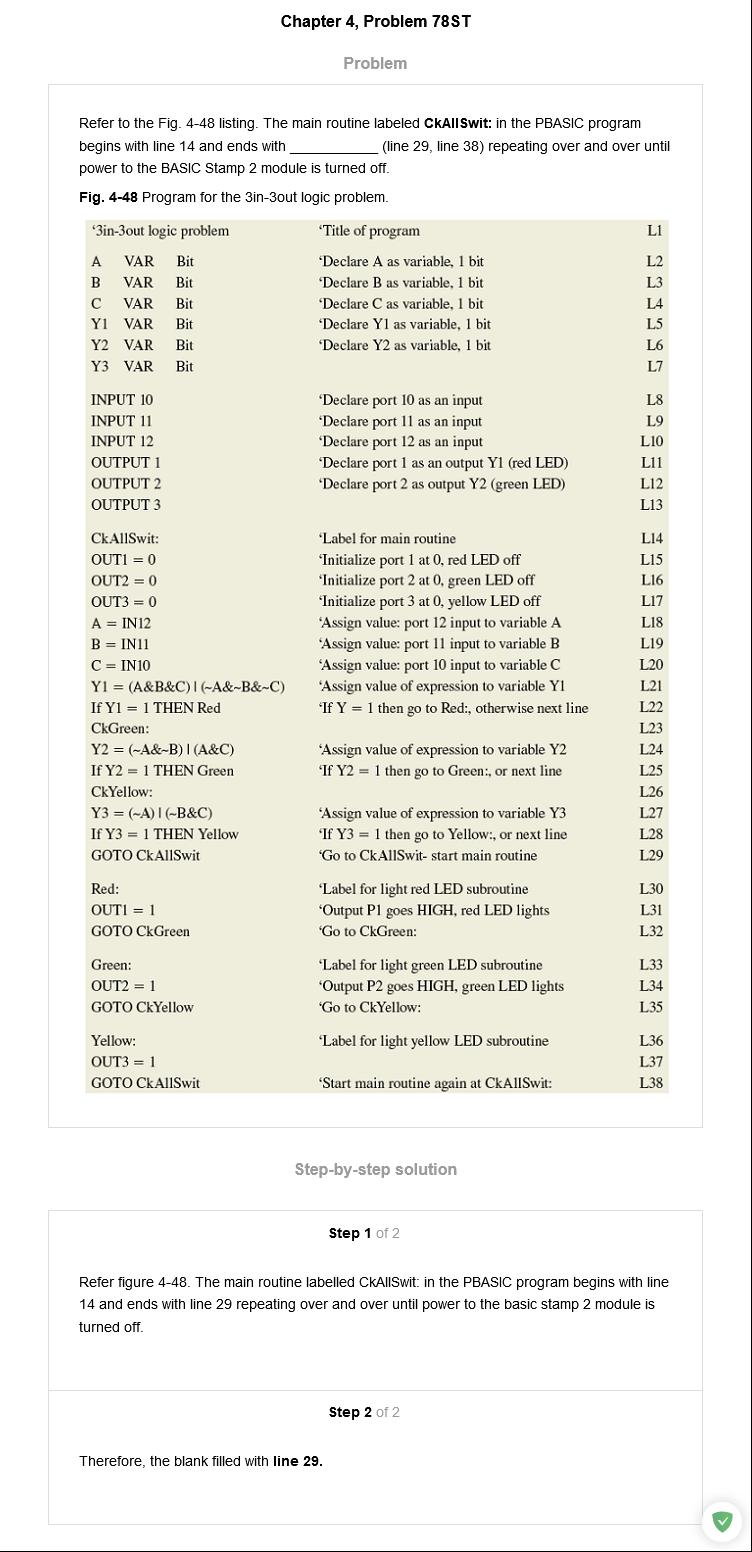 Chapter 4, Problem 78ST
Problem
Refer to the Fig. 4-48 listing. The main routine labeled CkAllSwit: in the PBASIC program
begins with line 14 and ends with ____________ (line 29, line 38) repeating over and over until
power to the BASIC Stamp 2 module is turned off.
Fig. 4-48 Program for the 3in-3out logic problem.
‘3in-3out logic problem ‘Title of program L1
A VAR Bit ‘Declare A as variable, 1 bit L2
B VAR Bit ‘Declare B as variable, 1 bit L3
C VAR Bit ‘Declare C as variable, 1 bit L4
Y1 VAR Bit ‘Declare Y1 as variable, 1 bit L5
Y2 VAR Bit ‘Declare Y2 as variable, 1 bit L6
Y3 VAR Bit L7
INPUT 10 ‘Declare port 10 as an input L8
INPUT 11 ‘Declare port 11 as an input L9
INPUT 12 ‘Declare port 12 as an input L10
OUTPUT 1 ‘Declare port 1 as an output Y1 (red LED) L11
OUTPUT 2 ‘Declare port 2 as output Y2 (green LED) L12
OUTPUT 3 L13
CkAllSwit: ‘Label for main routine L14
OUT1 = 0 ‘Initialize port 1 at 0, red LED off L15
OUT2 = 0 ‘Initialize port 2 at 0, green LED off L16
OUT3 = 0 ‘Initialize port 3 at 0, yellow LED off L17
A = IN12 ‘Assign value: port 12 input to variable A L18
B = IN11 ‘Assign value: port 11 input to variable B L19
C = IN10 ‘Assign value: port 10 input to variable C L20
Y1 = (A&B&C) | (~A&~B&~C) ‘Assign value of expression to variable Y1 L21
If Y1 = 1 THEN Red ‘If Y = 1 then go to Red:, otherwise next line L22
CkGreen: L23
Y2 = (~A&~B) | (A&C) ‘Assign value of expression to variable Y2 L24
If Y2 = 1 THEN Green ‘If Y2 = 1 then go to Green:, or next line L25
CkYellow: L26
Y3 = (~A) | (~B&C) ‘Assign value of expression to variable Y3 L27
If Y3 = 1 THEN Yellow ‘If Y3 = 1 then go to Yellow:, or next line L28
GOTO CkAllSwit ‘Go to CkAllSwit- start main routine L29
Red: ‘Label for light red LED subroutine L30
OUT1 = 1 ‘Output P1 goes HIGH, red LED lights L31
GOTO CkGreen ‘Go to CkGreen: L32
Green: ‘Label for light green LED subroutine L33
OUT2 = 1 ‘Output P2 goes HIGH, green LED lights L34
GOTO CkYellow ‘Go to CkYellow: L35
Yellow: ‘Label for light yellow LED subroutine L36
OUT3 = 1 L37
GOTO CkAllSwit ‘Start main routine again at CkAllSwit: L38
Step-by-step solution
Step 1 of 2
Refer figure 4-48. The main routine labelled CkAllSwit: in the PBASIC program begins with line
14 and ends with line 29 repeating over and over until power to the basic stamp 2 module is
turned off.
Step 2 of 2
Therefore, the blank filled with line 29.